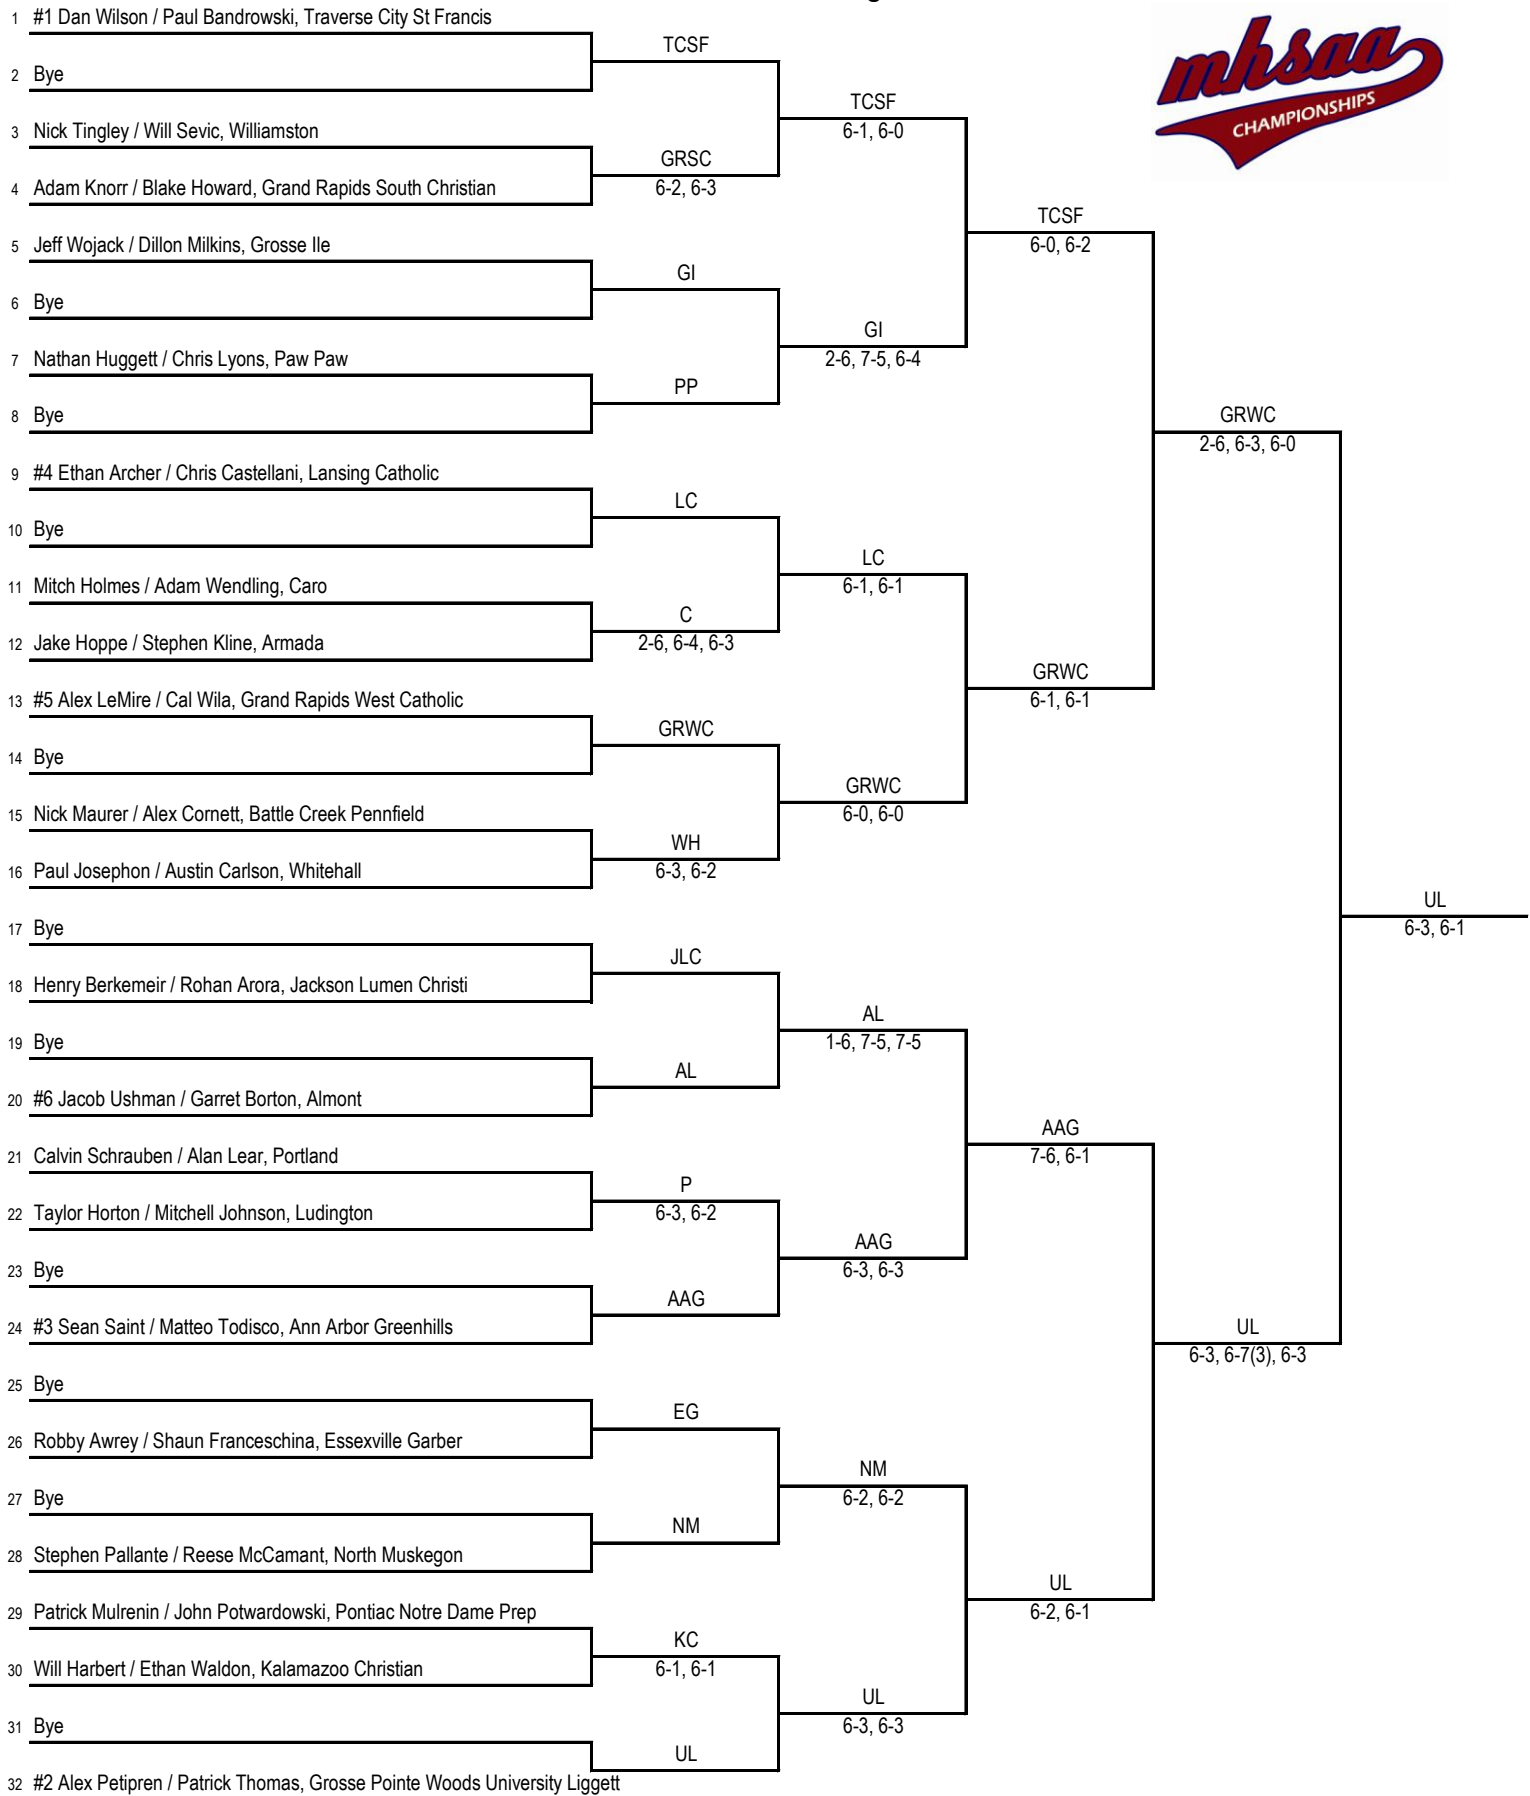 1 #1 Dan Wilson / Paul Bandrowski, Traverse City St Francis
2 Bye
3 Nick Tingley / Will Sevic, Williamston
4 Adam Knorr / Blake Howard, Grand Rapids South Christian
5 Jeff Wojack / Dillon Milkins, Grosse Ile
6 Bye
7 Nathan Huggett / Chris Lyons, Paw Paw
8 Bye
9 #4 Ethan Archer / Chris Castellani, Lansing Catholic
10 Bye
11 Mitch Holmes / Adam Wendling, Caro
12 Jake Hoppe / Stephen Kline, Armada
13 #5 Alex LeMire / Cal Wila, Grand Rapids West Catholic
14 Bye
15 Nick Maurer / Alex Cornett, Battle Creek Pennfield
16 Paul Josephon / Austin Carlson, Whitehall
17 Bye
18 Henry Berkemeir / Rohan Arora, Jackson Lumen Christi
19 Bye
20 #6 Jacob Ushman / Garret Borton, Almont
21 Calvin Schrauben / Alan Lear, Portland
22 Taylor Horton / Mitchell Johnson, Ludington
23 Bye
24 #3 Sean Saint / Matteo Todisco, Ann Arbor Greenhills
25 Bye
26 Robby Awrey / Shaun Franceschina, Essexville Garber
27 Bye
28 Stephen Pallante / Reese McCamant, North Muskegon
29 Patrick Mulrenin / John Potwardowski, Pontiac Notre Dame Prep
30 Will Harbert / Ethan Waldon, Kalamazoo Christian
31 Bye
32 #2 Alex Petipren / Patrick Thomas, Grosse Pointe Woods University Liggett
TCSF
GRSC
6-2, 6-3
GI
PP
LC
C
2-6, 6-4, 6-3
GRWC
WH
6-3, 6-2
JLC
AL
P
6-3, 6-2
AAG
EG
NM
KC
6-1, 6-1
UL
TCSF
6-1, 6-0
GI
2-6, 7-5, 6-4
LC
6-1, 6-1
GRWC
6-0, 6-0
AL
1-6, 7-5, 7-5
AAG
6-3, 6-3
NM
6-2, 6-2
UL
6-3, 6-3
TCSF
6-0, 6-2
GRWC
6-1, 6-1
AAG
7-6, 6-1
UL
6-2, 6-1
GRWC
2-6, 6-3, 6-0
UL
6-3, 6-7(3), 6-3
UL
6-3, 6-1
mhsaa
CHAMPIONSHIPS